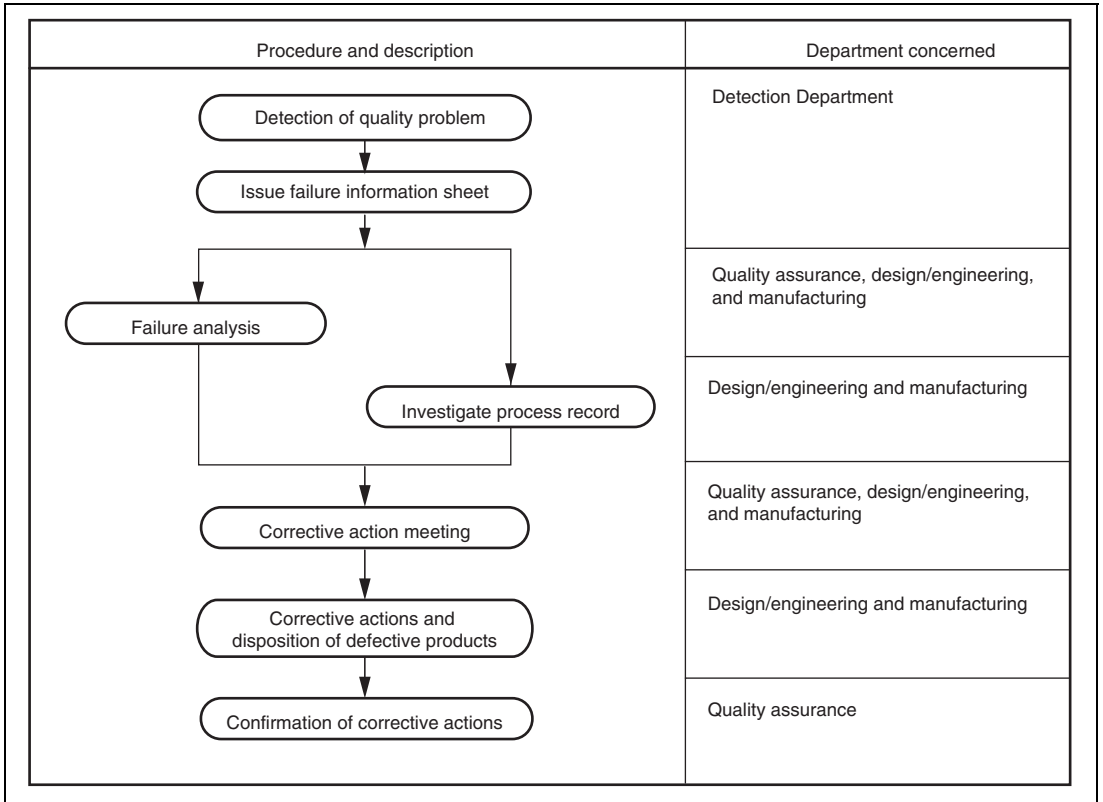 Procedure and description
Department concerned
Detection of quality problem
Detection Department
Issue failure information sheet
Quality assurance, design/engineering,
and manufacturing
Failure analysis
Design/engineering and manufacturing
Investigate process record
Quality assurance, design/engineering,
and manufacturing
Corrective action meeting
Design/engineering and manufacturing
Corrective actions and
disposition of defective products
Quality assurance
Confirmation of corrective actions